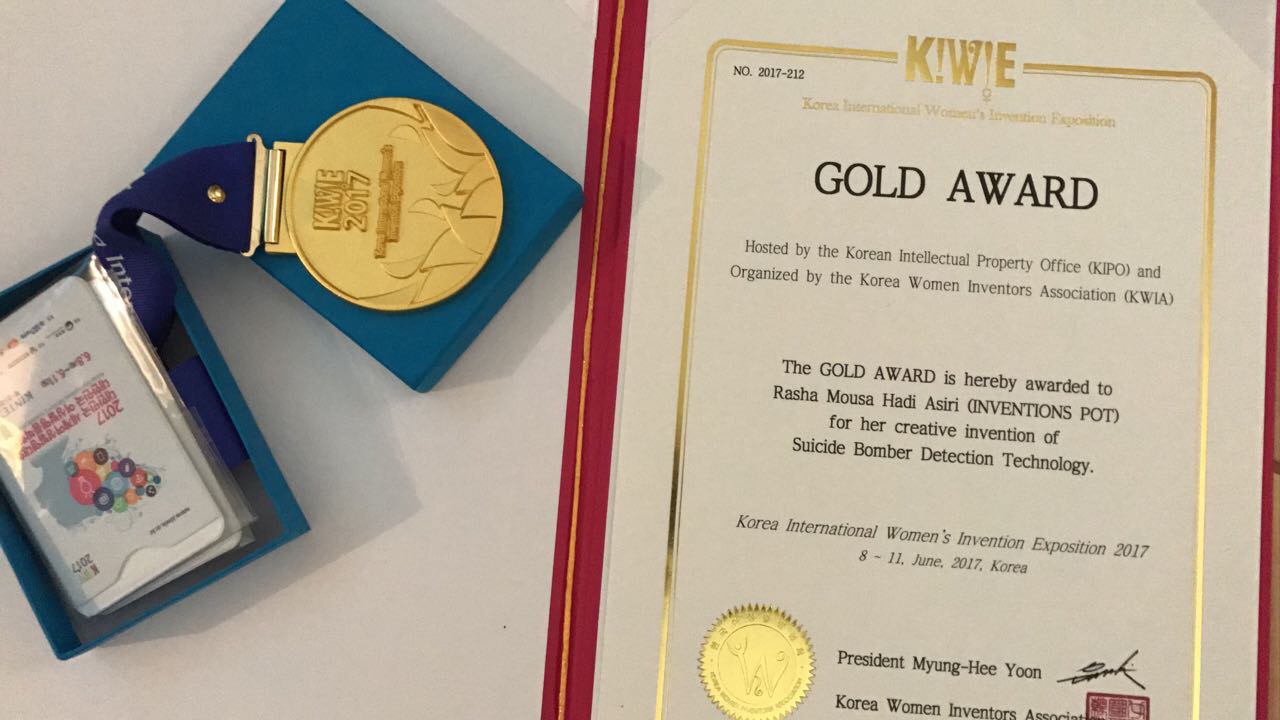 KIWIE
2017
NO. 2017-212
K!W!E
Korea International Women's Invention Exposition
GOLD AWARD
Hosted by the Korean Intellectual Property Office (KIPO) and
Organized by the Korea Women Inventors Association (KWIA)
The GOLD AWARD is hereby awarded to
Rasha Mousa Hadi Asiri (INVENTIONS POT)
for her creative invention of
Suicide Bomber Detection Technology.
Korea International Women's Invention Exposition 2017
8 ~ 11, June, 2017, Korea
President Myung-Hee Yoon
Korea Women Inventors
2017